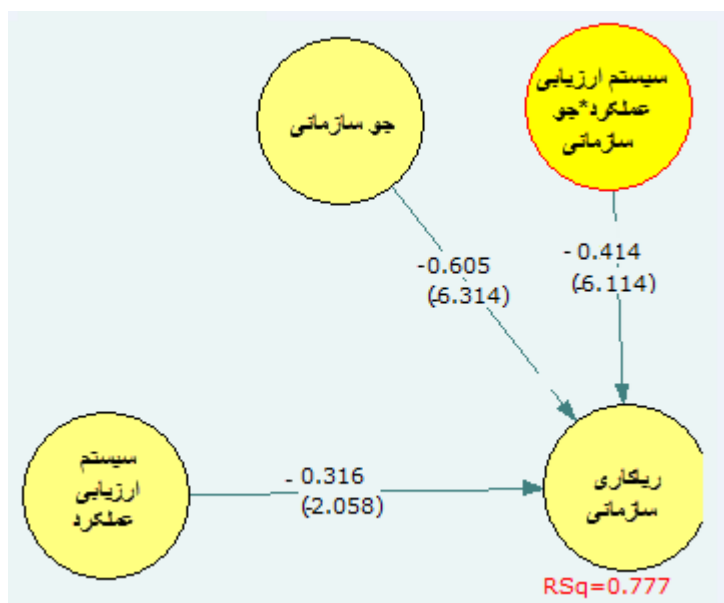 سیستم ارزیابی
عملکرد*جو
سازمانی
جو سازمانی
-0.605
(-6.314)
- 0.414
(-6.114)
سیستم
ارزیابی
عملکرد
- 0.316
(-2.058)
ریاکاری
سازمانی
RSq=0.777